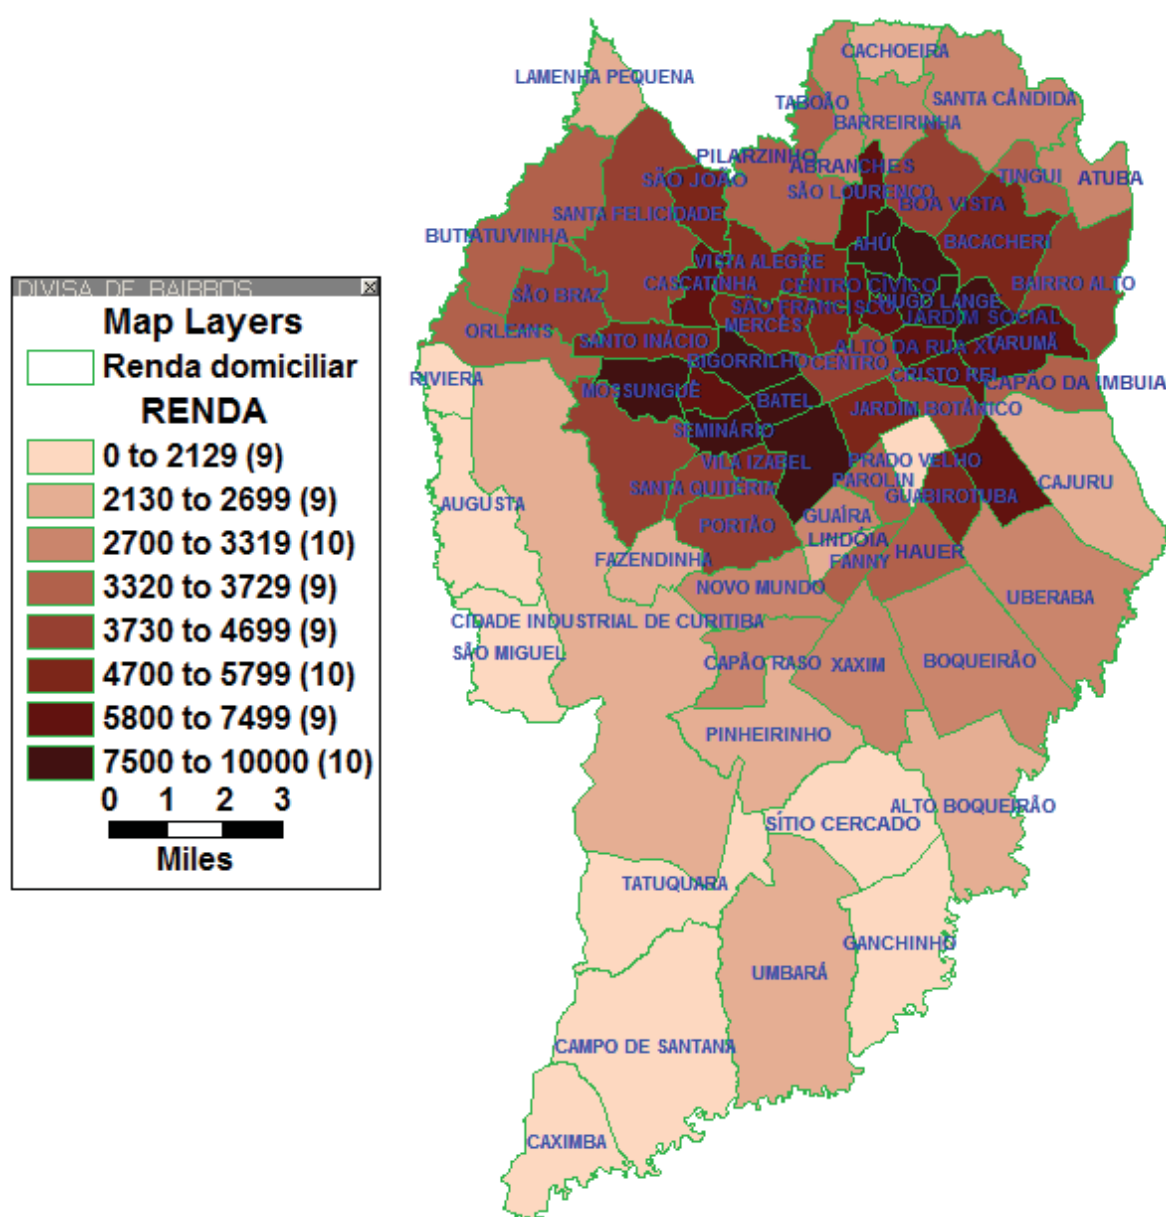 DIVISA DE BAIRROS
Map Layers
Renda domiciliar
RENDA
0 to 2129 (9)
2130 to 2699 (9)
2700 to 3319 (10)
3320 to 3729 (9)
3730 to 4699 (9)
4700 to 5799 (10)
5800 to 7499 (9)
7500 to 10000 (10)
0 1 2 3
Miles
CACHOEIRA
LAMENHA PEQUENA
TABOÃO
SANTA CÂNDIDA
BARREIRINHA
PILARZINHO
ABRANCHES
SÃO JOÃO
TINGUI
ATUBA
SÃO LOURENÇO
BOA VISTA
SANTA FELICIDADE
BUTIATUVINHA
AHÚ
BACACHERI
VISTA ALEGRE
CASCATINHA
CENTRO CÍVICO
BAIRRO ALTO
SÃO BRAZ
SÃO FRANCISCO
HUGO LANGE
MERCÊS
JARDIM SOCIAL
ORLEANS
SANTO INÁCIO
ALTO DA RUA XV
TARUMÃ
BIGORRILHO
CENTRO
CRISTO REI
RIVIERA
MOSSUNGUÊ
CAPÃO DA IMBUIA
BATEL
JARDIM BOTÂNICO
SEMINÁRIO
VILA IZABEL
PRADO VELHO
PAROLIN
CAJURU
SANTA QUITÉRIA
GUABIROTUBA
AUGUSTA
PORTÃO
GUAÍRA
LINDÓIA
HAUER
FAZENDINHA
FANNY
NOVO MUNDO
UBERABA
CIDADE INDUSTRIAL DE CURITIBA
SÃO MIGUEL
CAPÃO RASO
XAXIM
BOQUEIRÃO
PINHEIRINHO
ALTO BOQUEIRÃO
SÍTIO CERCADO
TATUQUARA
GANCHINHO
UMBARÁ
CAMPO DE SANTANA
CAXIMBA